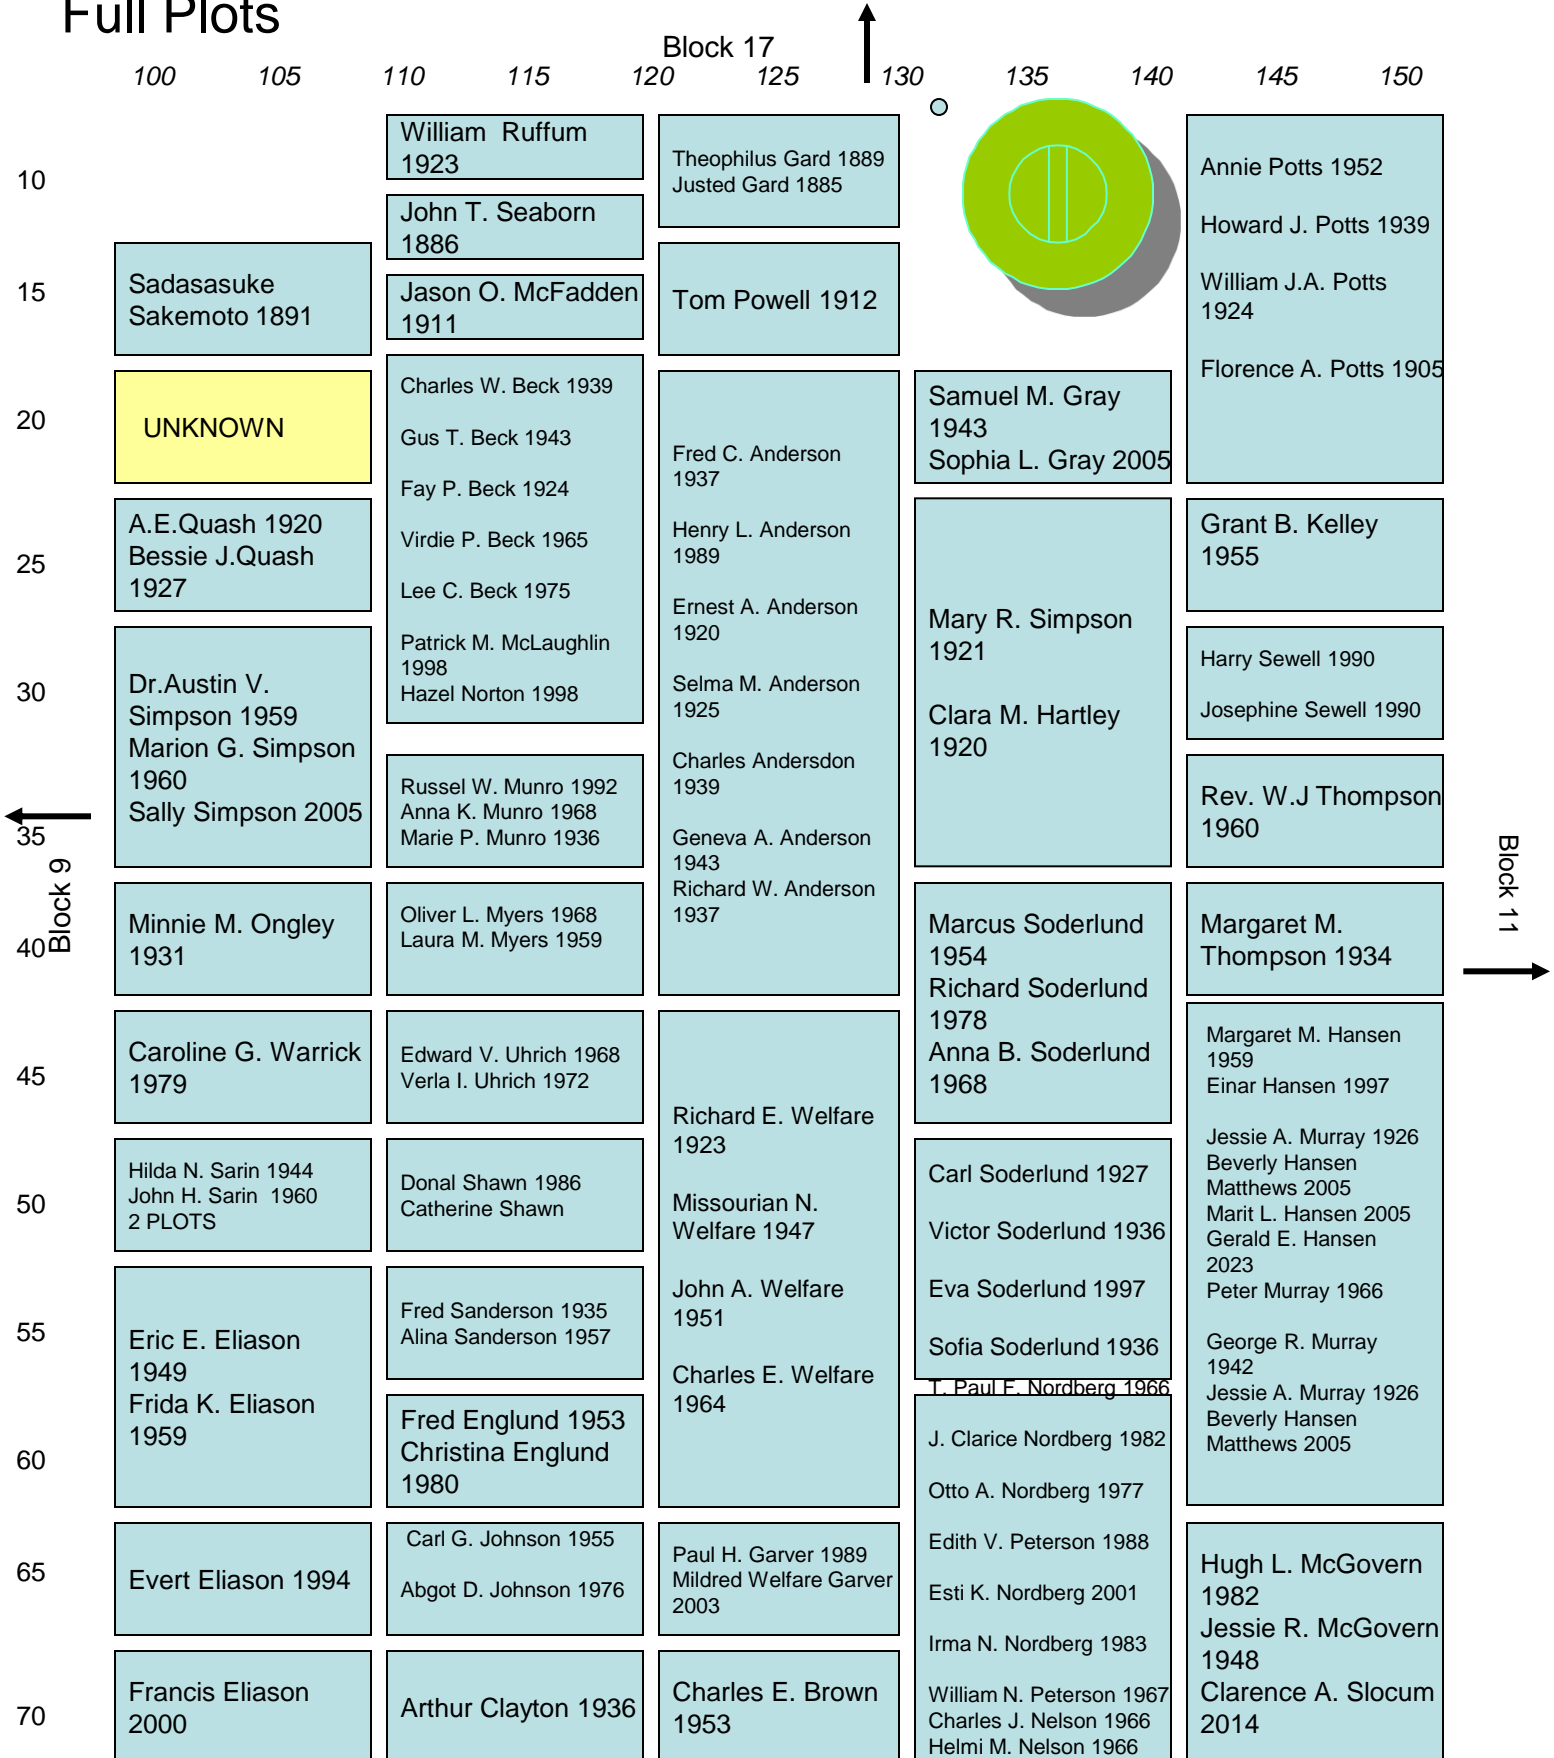 Full Plots
Block 17
100 105 110 115 120 125 130 135 140 145 150
10
15
20
25
30
35
40
45
50
55
60
65
70
Block 9
Sadasasuke
Sakemoto 1891
UNKNOWN
A.E.Quash 1920
Bessie J.Quash
1927
Dr.Austin V.
Simpson 1959
Marion G. Simpson
1960
Sally Simpson 2005
Minnie M. Ongley
1931
Caroline G. Warrick
1979
Hilda N. Sarin 1944
John H. Sarin 1960
2 PLOTS
Eric E. Eliason
1949
Frida K. Eliason
1959
Evert Eliason 1994
Francis Eliason
2000
William Ruffum
1923
John T. Seaborn
1886
Jason O. McFadden
1911
Charles W. Beck 1939
Gus T. Beck 1943
Fay P. Beck 1924
Virdie P. Beck 1965
Lee C. Beck 1975
Patrick M. McLaughlin
1998
Hazel Norton 1998
Russel W. Munro 1992
Anna K. Munro 1968
Marie P. Munro 1936
Oliver L. Myers 1968
Laura M. Myers 1959
Edward V. Uhrich 1968
Verla I. Uhrich 1972
Donal Shawn 1986
Catherine Shawn
Fred Sanderson 1935
Alina Sanderson 1957
Fred Englund 1953
Christina Englund
1980
Carl G. Johnson 1955
Abgot D. Johnson 1976
Arthur Clayton 1936
Theophilus Gard 1889
Justed Gard 1885
Tom Powell 1912
Fred C. Anderson
1937
Henry L. Anderson
1989
Ernest A. Anderson
1920
Selma M. Anderson
1925
Charles Andersdon
1939
Geneva A. Anderson
1943
Richard W. Anderson
1937
Richard E. Welfare
1923
Missourian N.
Welfare 1947
John A. Welfare
1951
Charles E. Welfare
1964
Paul H. Garver 1989
Mildred Welfare Garver
2003
Charles E. Brown
1953
Samuel M. Gray
1943
Sophia L. Gray 2005
Mary R. Simpson
1921
Clara M. Hartley
1920
Marcus Soderlund
1954
Richard Soderlund
1978
Anna B. Soderlund
1968
Carl Soderlund 1927
Victor Soderlund 1936
Eva Soderlund 1997
Sofia Soderlund 1936
T. Paul F. Nordberg 1966
J. Clarice Nordberg 1982
Otto A. Nordberg 1977
Edith V. Peterson 1988
Esti K. Nordberg 2001
Irma N. Nordberg 1983
William N. Peterson 1967
Charles J. Nelson 1966
Helmi M. Nelson 1966
Annie Potts 1952
Howard J. Potts 1939
William J.A. Potts
1924
Florence A. Potts 1905
Grant B. Kelley
1955
Harry Sewell 1990
Josephine Sewell 1990
Rev. W.J Thompson
1960
Margaret M.
Thompson 1934
Margaret M. Hansen
1959
Einar Hansen 1997
Jessie A. Murray 1926
Beverly Hansen
Matthews 2005
Marit L. Hansen 2005
Gerald E. Hansen
2023
Peter Murray 1966
George R. Murray
1942
Jessie A. Murray 1926
Beverly Hansen
Matthews 2005
Hugh L. McGovern
1982
Jessie R. McGovern
1948
Clarence A. Slocum
2014
Block 11